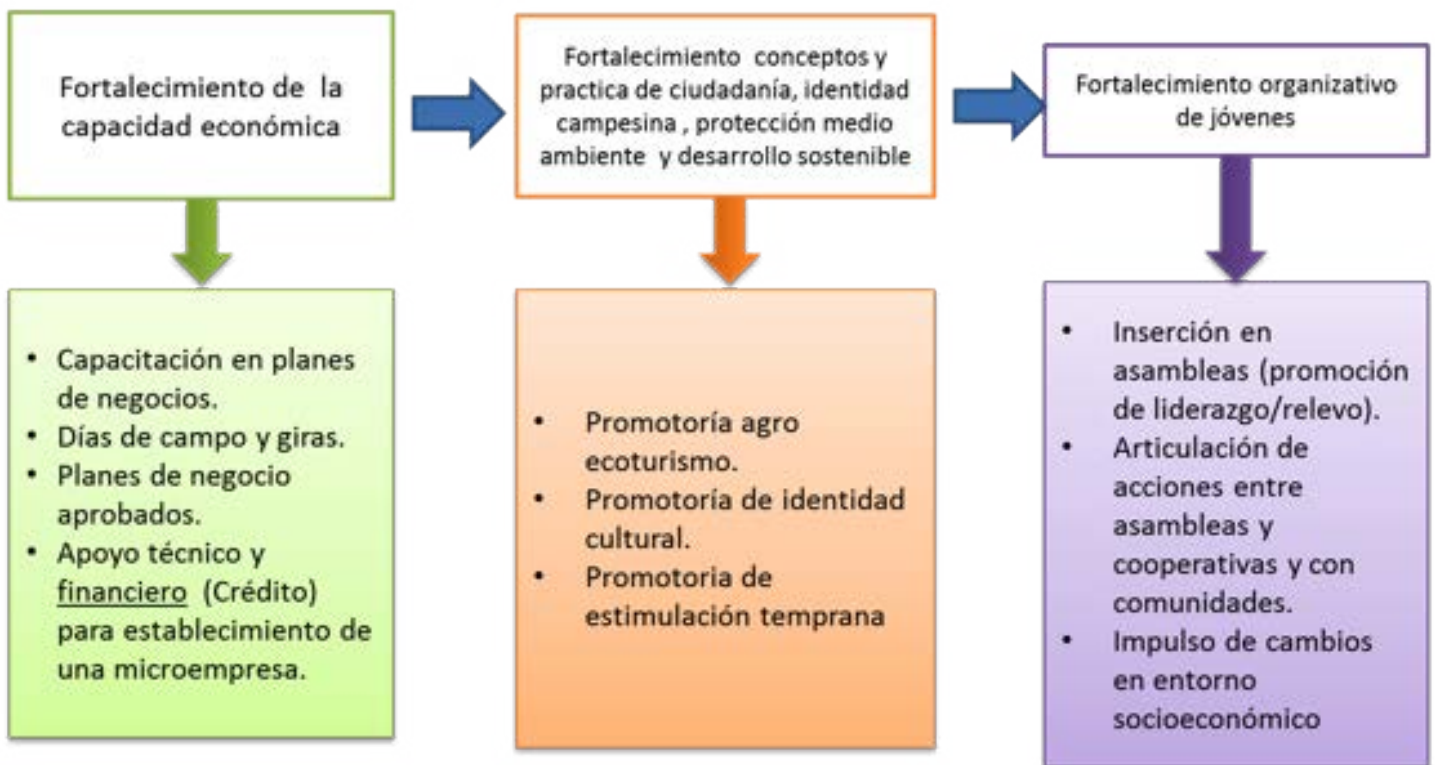 Fortalecimiento de la
capacidad económica
Fortalecimiento conceptos y
practica de ciudadanía, identidad
campesina , protección medio
ambiente y desarrollo sostenible
Fortalecimiento organizativo
de jóvenes
• Capacitación en planes
de negocios.
• Días de campo y giras.
• Planes de negocio
aprobados.
• Apoyo técnico y
financiero (Crédito)
para establecimiento de
una microempresa.
• Promotoría agro
ecoturismo.
• Promotoría de identidad
cultural.
• Promotoria de
estimulación temprana
• Inserción en
asambleas (promoción
de liderazgo/relevo).
• Articulación de
acciones entre
asambleas y
cooperativas y con
comunidades.
• Impulso de cambios
en entorno
socioeconómico